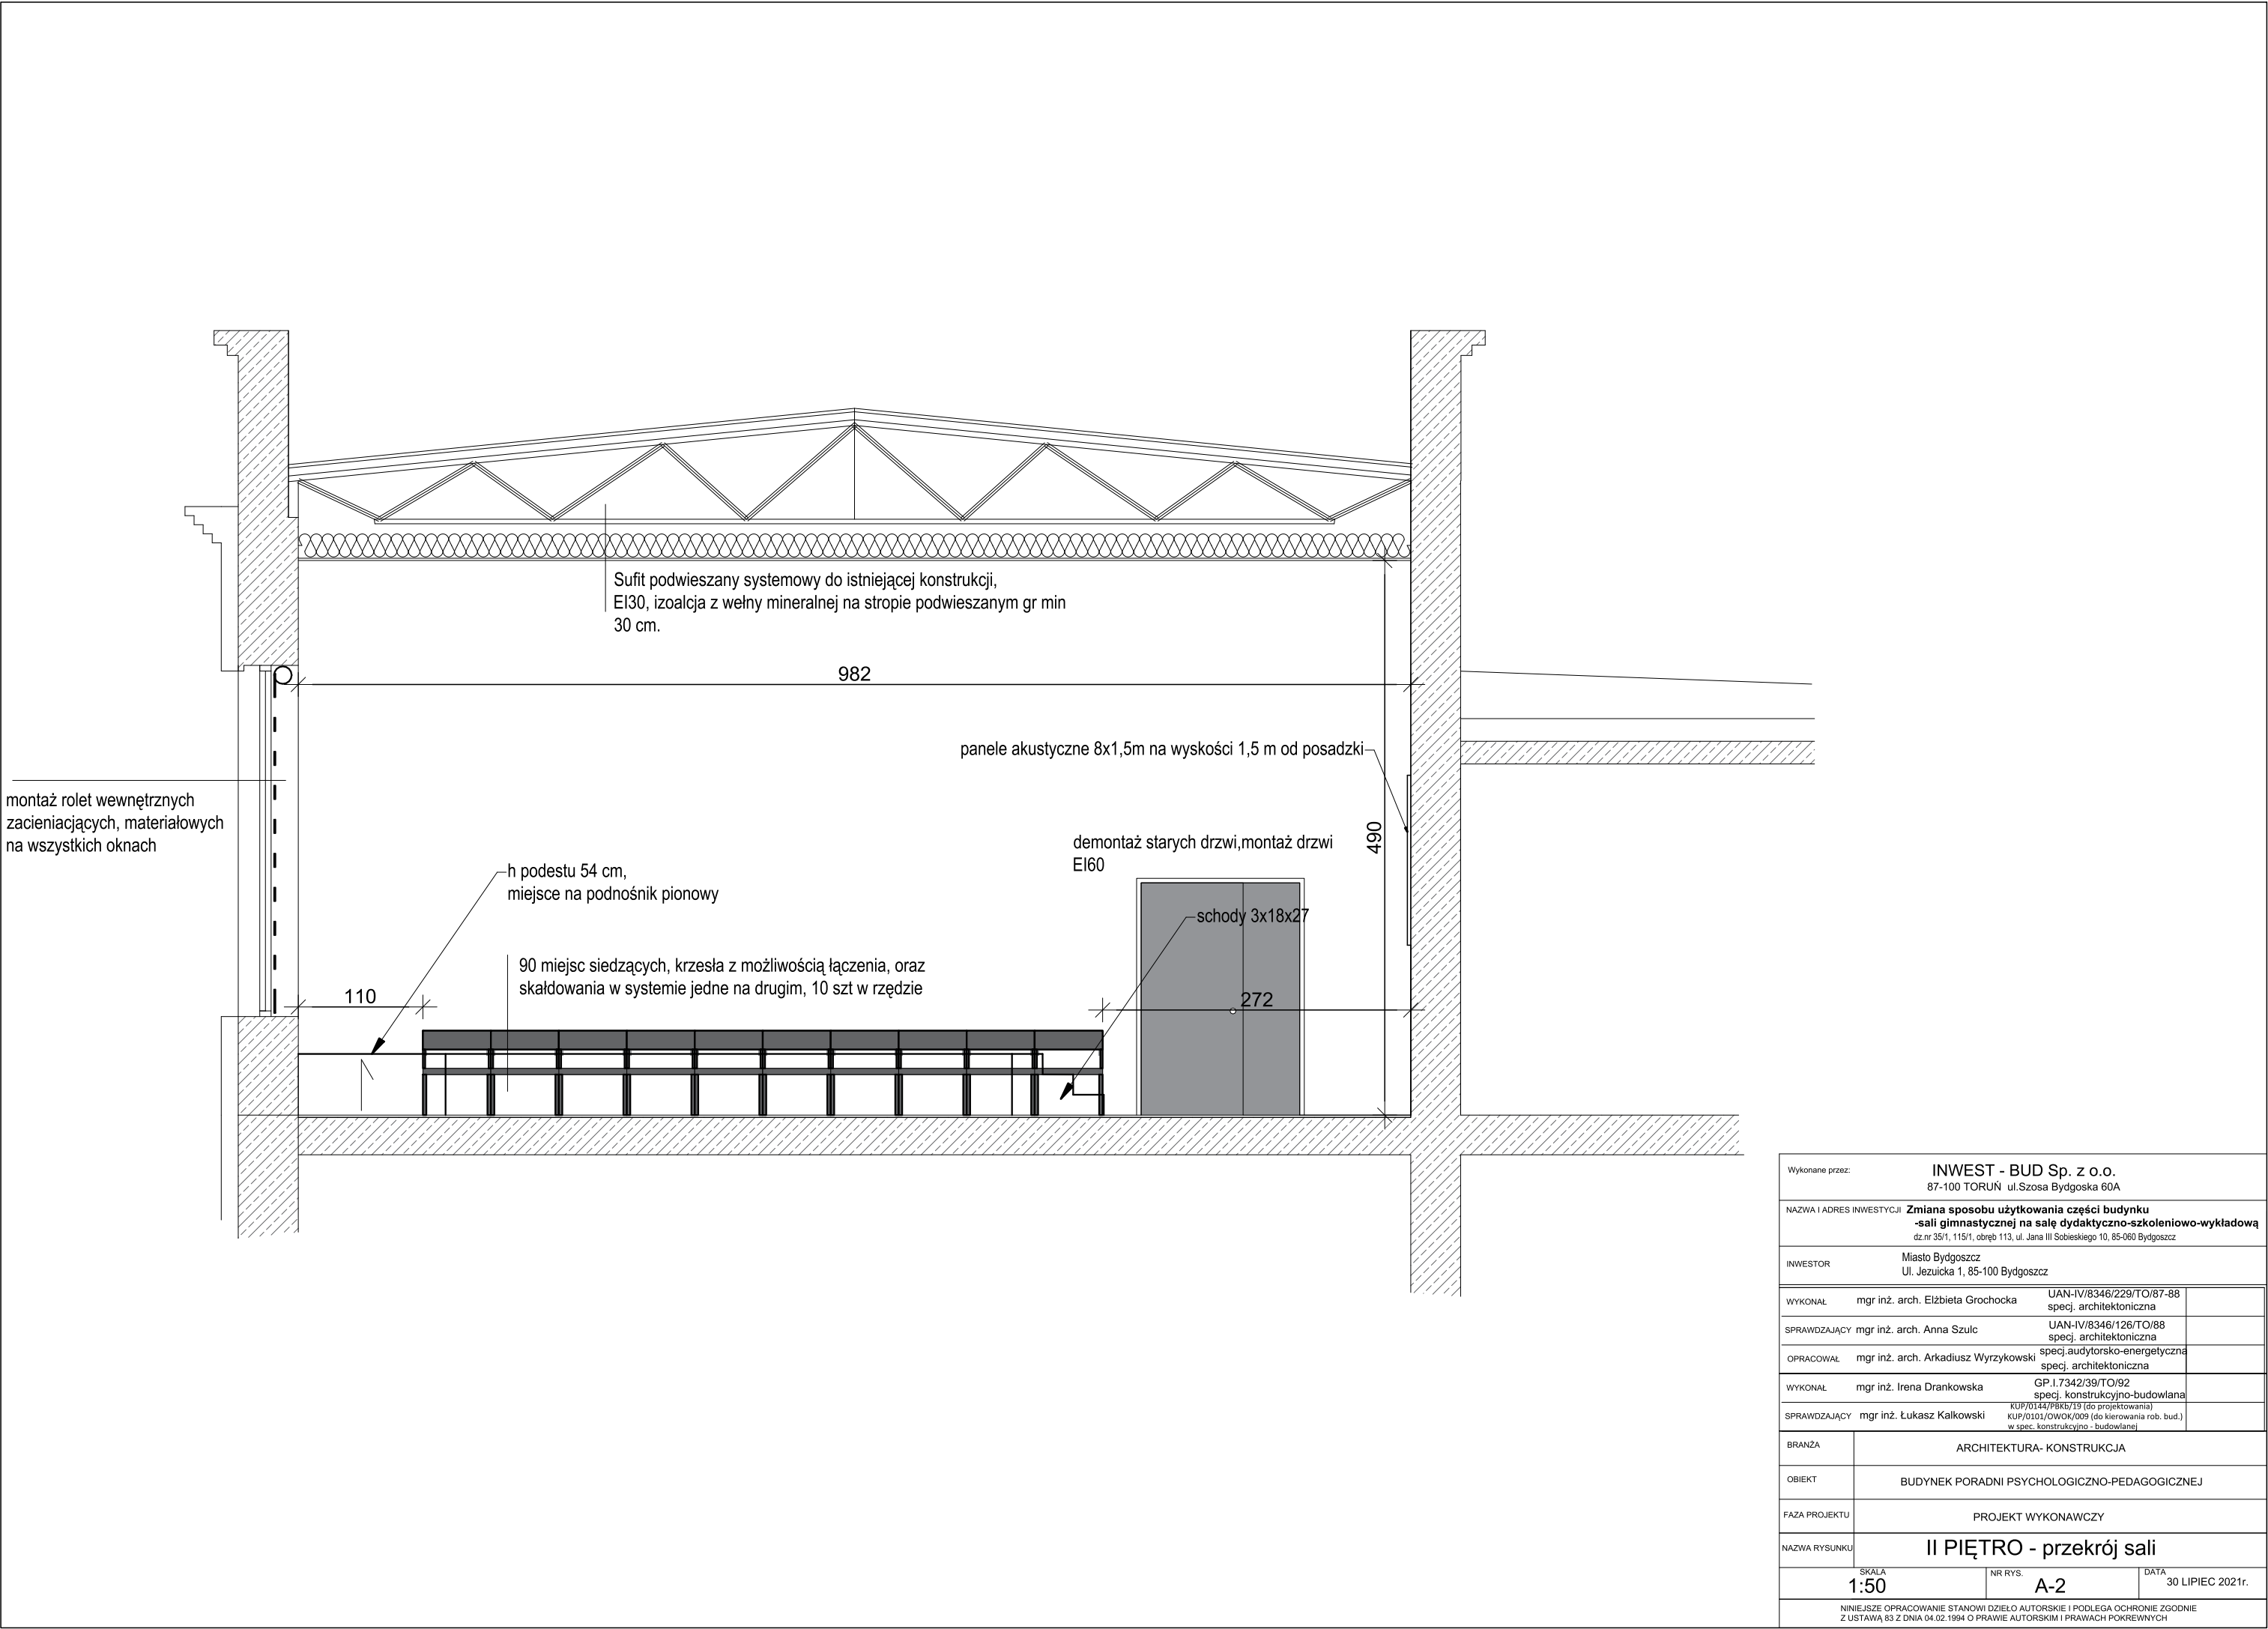 Sufit podwieszany systemowy do istniejącej konstrukcji,
EI30, izoalcja z wełny mineralnej na stropie podwieszanym gr min
30 cm.
982
panele akustyczne 8x1,5m na wyskości 1,5 m od posadzki
montaż rolet wewnętrznych
zacieniacjących, materiałowych
na wszystkich oknach
490
demontaż starych drzwi,montaż drzwi
EI60
h podestu 54 cm,
miejsce na podnośnik pionowy
schody 3x18x27
90 miejsc siedzących, krzesła z możliwością łączenia, oraz
skałdowania w systemie jedne na drugim, 10 szt w rzędzie
110
272
Wykonane przez:
INWEST - BUD Sp. z o.o.
87-100 TORUŃ ul.Szosa Bydgoska 60A
NAZWA I ADRES INWESTYCJI Zmiana sposobu użytkowania części budynku
-sali gimnastycznej na salę dydaktyczno-szkoleniowo-wykładową
dz.nr 35/1, 115/1, obręb 113, ul. Jana III Sobieskiego 10, 85-060 Bydgoszcz
INWESTOR
Miasto Bydgoszcz
Ul. Jezuicka 1, 85-100 Bydgoszcz
WYKONAŁ mgr inż. arch. Elżbieta Grochocka
UAN-IV/8346/229/TO/87-88
specj. architektoniczna
SPRAWDZAJĄCY mgr inż. arch. Anna Szulc
UAN-IV/8346/126/TO/88
specj. architektoniczna
OPRACOWAŁ mgr inż. arch. Arkadiusz Wyrzykowski
specj.audytorsko-energetyczna
specj. architektoniczna
WYKONAŁ mgr inż. Irena Drankowska
GP.I.7342/39/TO/92
specj. konstrukcyjno-budowlana
SPRAWDZAJĄCY mgr inż. Łukasz Kalkowski
KUP/0144/PBKb/19 (do projektowania)
KUP/0101/OWOK/009 (do kierowania rob. bud.)
w spec. konstrukcyjno - budowlanej
BRANŻA
ARCHITEKTURA- KONSTRUKCJA
OBIEKT
BUDYNEK PORADNI PSYCHOLOGICZNO-PEDAGOGICZNEJ
FAZA PROJEKTU
PROJEKT WYKONAWCZY
NAZWA RYSUNKU
II PIĘTRO - przekrój sali
SKALA
1:50
NR RYS.
A-2
DATA
30 LIPIEC 2021r.
NINIEJSZE OPRACOWANIE STANOWI DZIEŁO AUTORSKIE I PODLEGA OCHRONIE ZGODNIE
Z USTAWĄ 83 Z DNIA 04.02.1994 O PRAWIE AUTORSKIM I PRAWACH POKREWNYCH